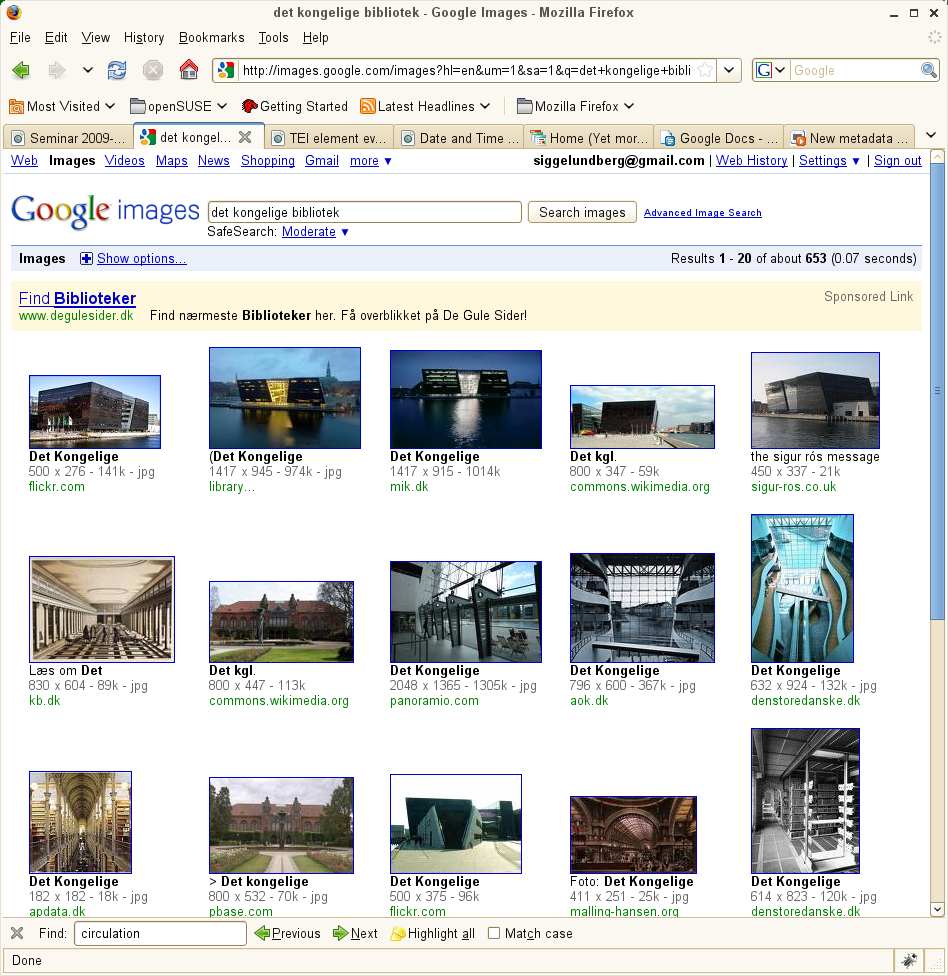 det kongelige bibliotek - Google Images - Mozilla Firefox
File Edit View History Bookmarks Tools Help
http://images.google.com/images?hl=en&um=1&sa=1&q=det+kongelige+bibli
Google
Most Visited openSUSE Getting Started Latest Headlines Mozilla Firefox
Seminar 2009-... det kongel... TEI element ev... Date and Time ... Home (Yet mor... Google Docs - ... New metadata ...
Web Images Videos Maps News Shopping Gmail more ▼ siggelundberg@gmail.com | Web History | Settings ▼ | Sign out
Google images det kongelige bibliotek Search images Advanced Image Search
SafeSearch: Moderate ▼
Images Show options... Results 1 - 20 of about 653 (0.07 seconds)
Find Biblioteker Sponsored Link
www.degulesider.dk Find nærmeste Biblioteker her. Få overblikket på De Gule Sider!
Det Kongelige (Det Kongelige Det Kongelige Det kgl. the sigur rós message
500 x 276 - 141k - jpg 1417 x 945 - 974k - jpg 1417 x 915 - 1014k 800 x 347 - 59k 450 x 337 - 21k
flickr.com library... mik.dk commons.wikimedia.org sigur-ros.co.uk
Læs om Det Det kgl. Det Kongelige Det Kongelige Det Kongelige
830 x 604 - 89k - jpg 800 x 447 - 113k 2048 x 1365 - 1305k - jpg 796 x 600 - 367k - jpg 632 x 924 - 132k - jpg
kb.dk commons.wikimedia.org panoramio.com aok.dk denstoredanske.dk
Det Kongelige > Det kongelige Det Kongelige Foto: Det Kongelige Det Kongelige
182 x 182 - 18k - jpg 800 x 532 - 70k - jpg 500 x 375 - 96k 411 x 251 - 25k - jpg 614 x 823 - 120k - jpg
apdata.dk pbase.com flickr.com malling-hansen.org denstoredanske.dk
Find: circulation Previous Next Highlight all Match case
Done